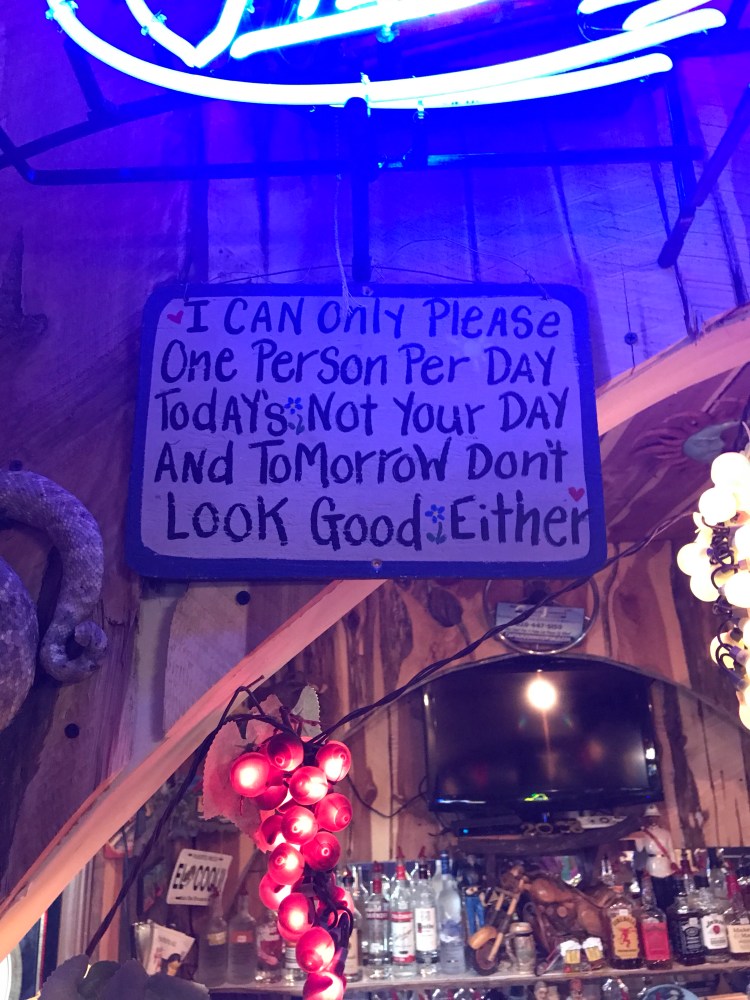 I CAN Only Please
One Person Per DAY
TodAY's Not Your DAY
And ToMorrow Don't
Look Good Either